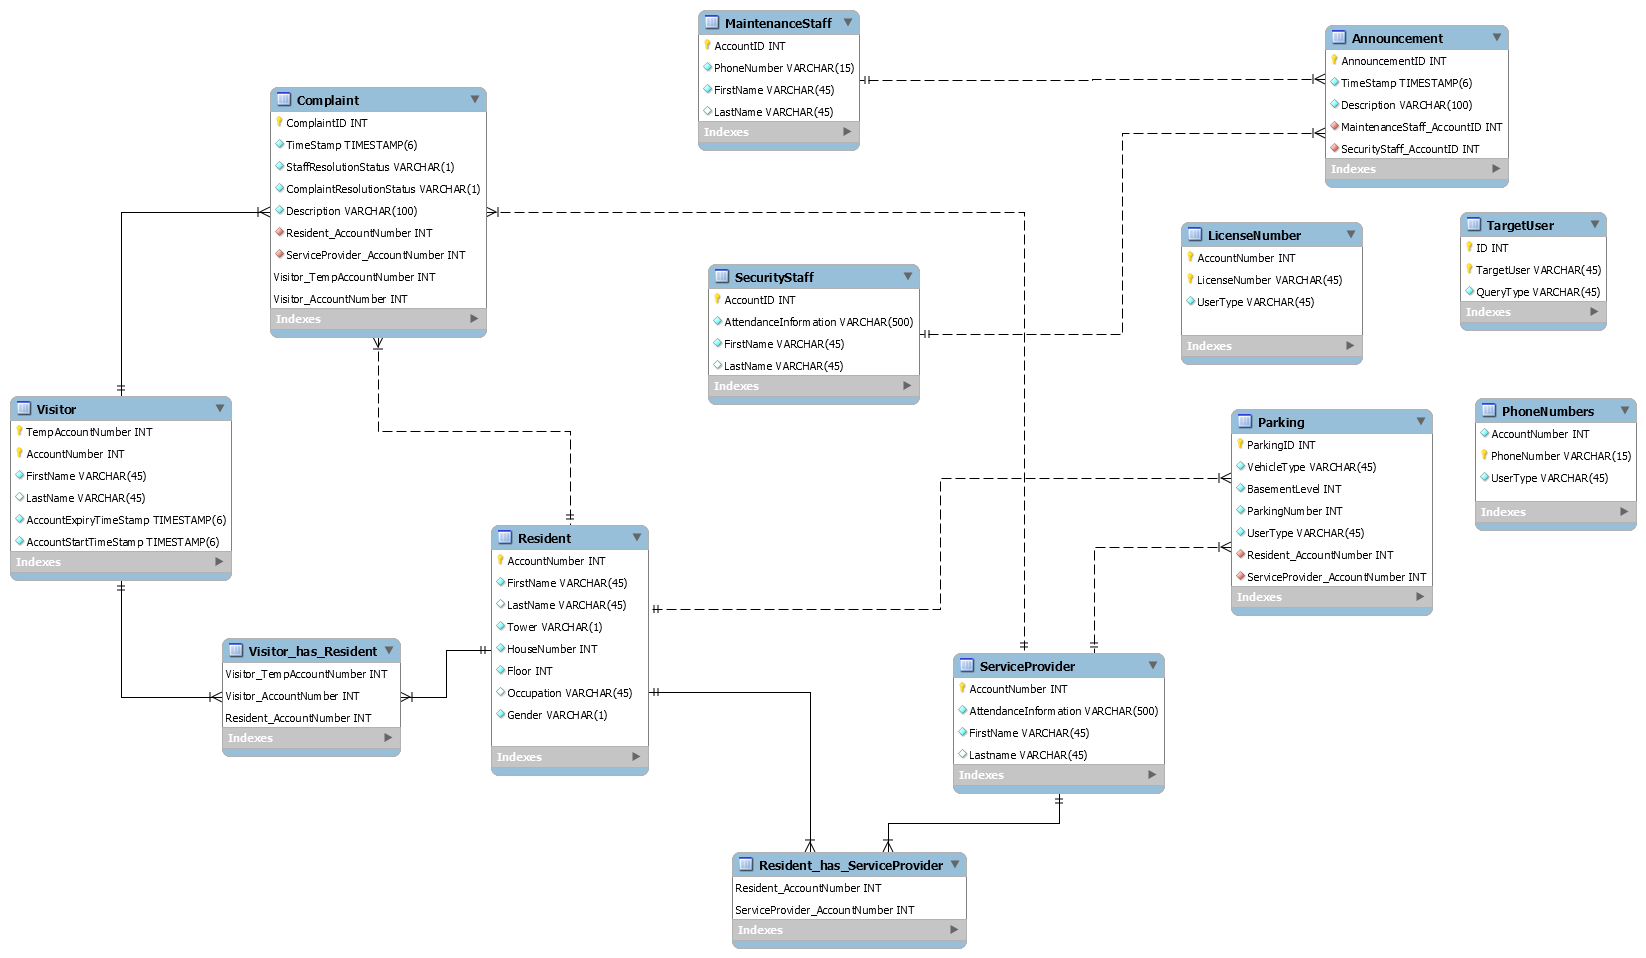 MaintenanceStaff
AccountID INT
PhoneNumber VARCHAR(15)
FirstName VARCHAR(45)
LastName VARCHAR(45)
Indexes
Announcement
AnnouncementID INT
TimeStamp TIMESTAMP(6)
Description VARCHAR(100)
MaintenanceStaff_AccountID INT
SecurityStaff_AccountID INT
Indexes
Complaint
ComplaintID INT
TimeStamp TIMESTAMP(6)
StaffResolutionStatus VARCHAR(1)
ComplaintResolutionStatus VARCHAR(1)
Description VARCHAR(100)
Resident_AccountNumber INT
ServiceProvider_AccountNumber INT
Visitor_TempAccountNumber INT
Visitor_AccountNumber INT
Indexes
SecurityStaff
AccountID INT
AttendanceInformation VARCHAR(500)
FirstName VARCHAR(45)
LastName VARCHAR(45)
Indexes
LicenseNumber
AccountNumber INT
LicenseNumber VARCHAR(45)
UserType VARCHAR(45)
Indexes
TargetUser
ID INT
TargetUser VARCHAR(45)
QueryType VARCHAR(45)
Indexes
Visitor
TempAccountNumber INT
AccountNumber INT
FirstName VARCHAR(45)
LastName VARCHAR(45)
AccountExpiryTimeStamp TIMESTAMP(6)
AccountStartTimeStamp TIMESTAMP(6)
Indexes
Parking
ParkingID INT
VehicleType VARCHAR(45)
BasementLevel INT
ParkingNumber INT
UserType VARCHAR(45)
Resident_AccountNumber INT
ServiceProvider_AccountNumber INT
Indexes
PhoneNumbers
AccountNumber INT
PhoneNumber VARCHAR(15)
UserType VARCHAR(45)
Indexes
Resident
AccountNumber INT
FirstName VARCHAR(45)
LastName VARCHAR(45)
Tower VARCHAR(1)
HouseNumber INT
Floor INT
Occupation VARCHAR(45)
Gender VARCHAR(1)
Indexes
Visitor_has_Resident
Visitor_TempAccountNumber INT
Visitor_AccountNumber INT
Resident_AccountNumber INT
Indexes
ServiceProvider
AccountNumber INT
AttendanceInformation VARCHAR(500)
FirstName VARCHAR(45)
Lastname VARCHAR(45)
Indexes
Resident_has_ServiceProvider
Resident_AccountNumber INT
ServiceProvider_AccountNumber INT
Indexes